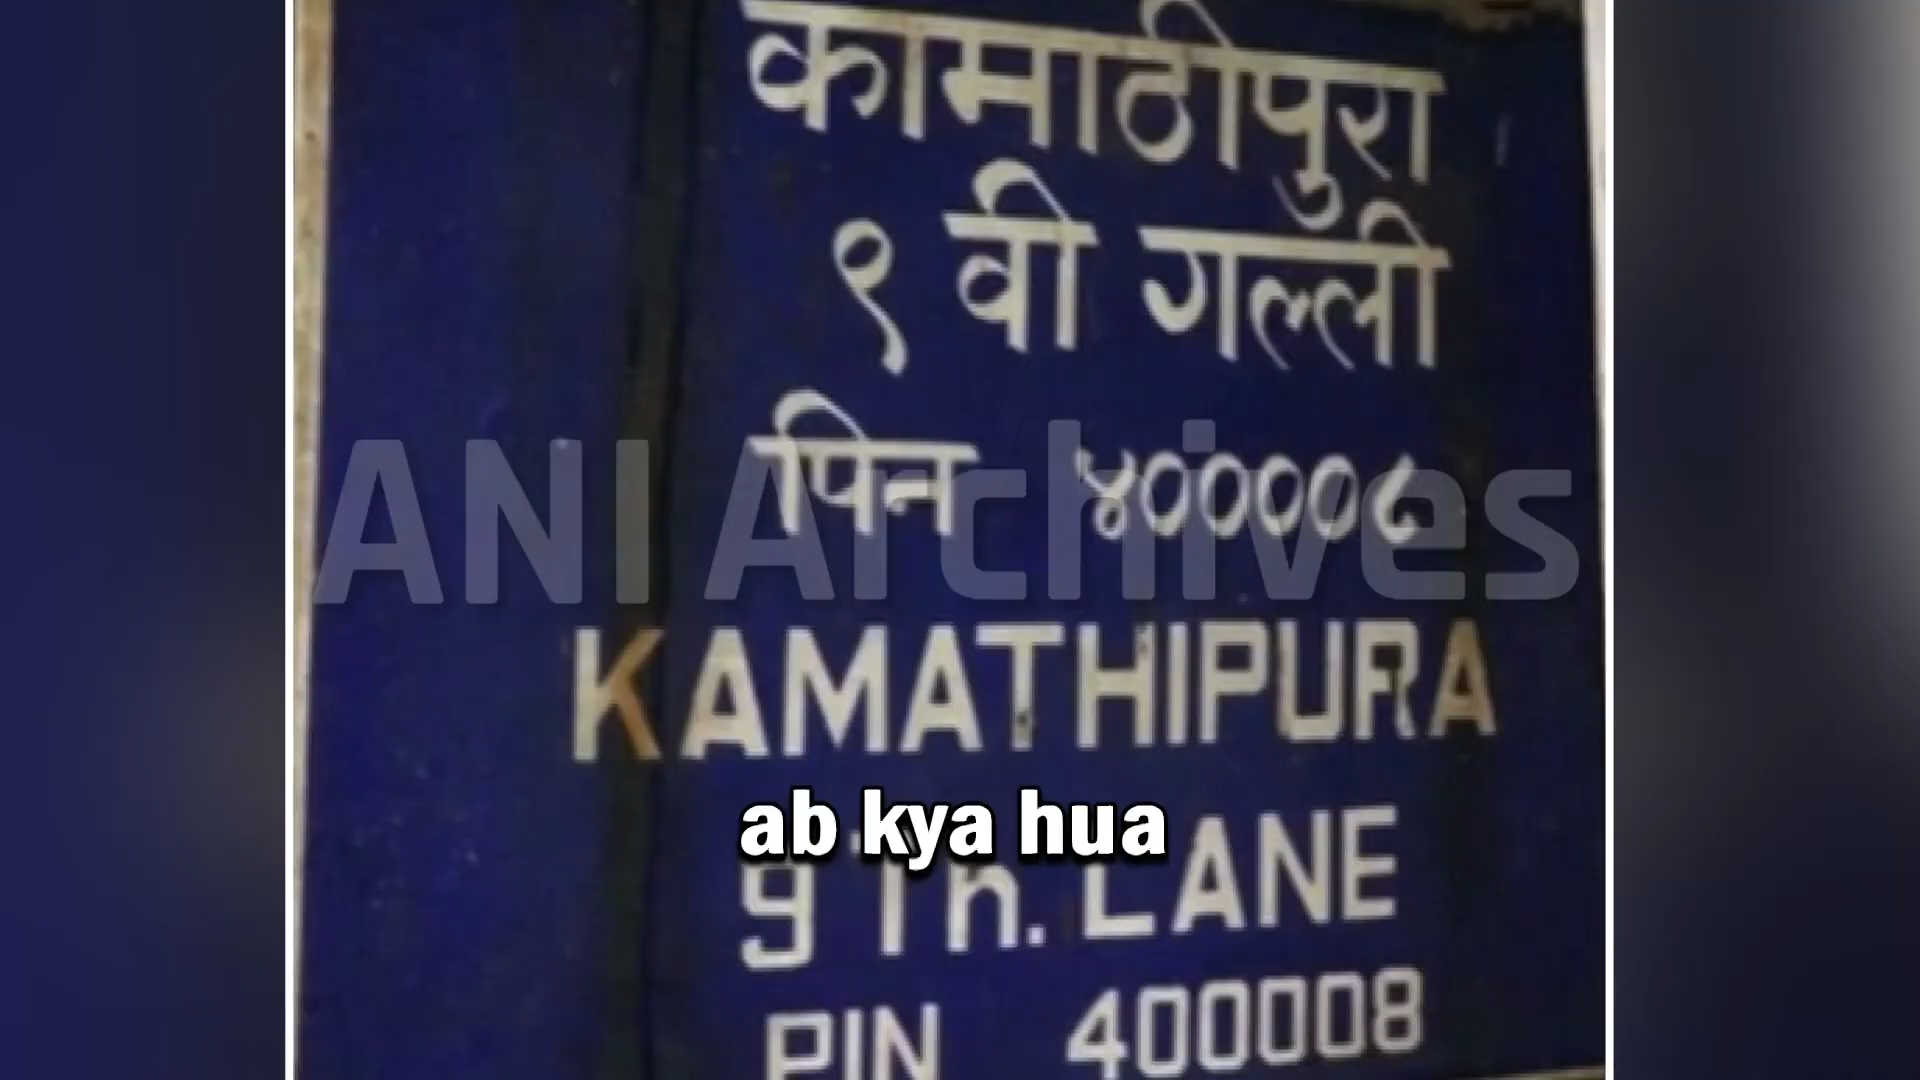 कामाठीपुरा
९ वी गल्ली
पिन ४००००८
ANI Archives
KAMATHIPURA
ab kya hua
9Th. LANE
PIN 400008